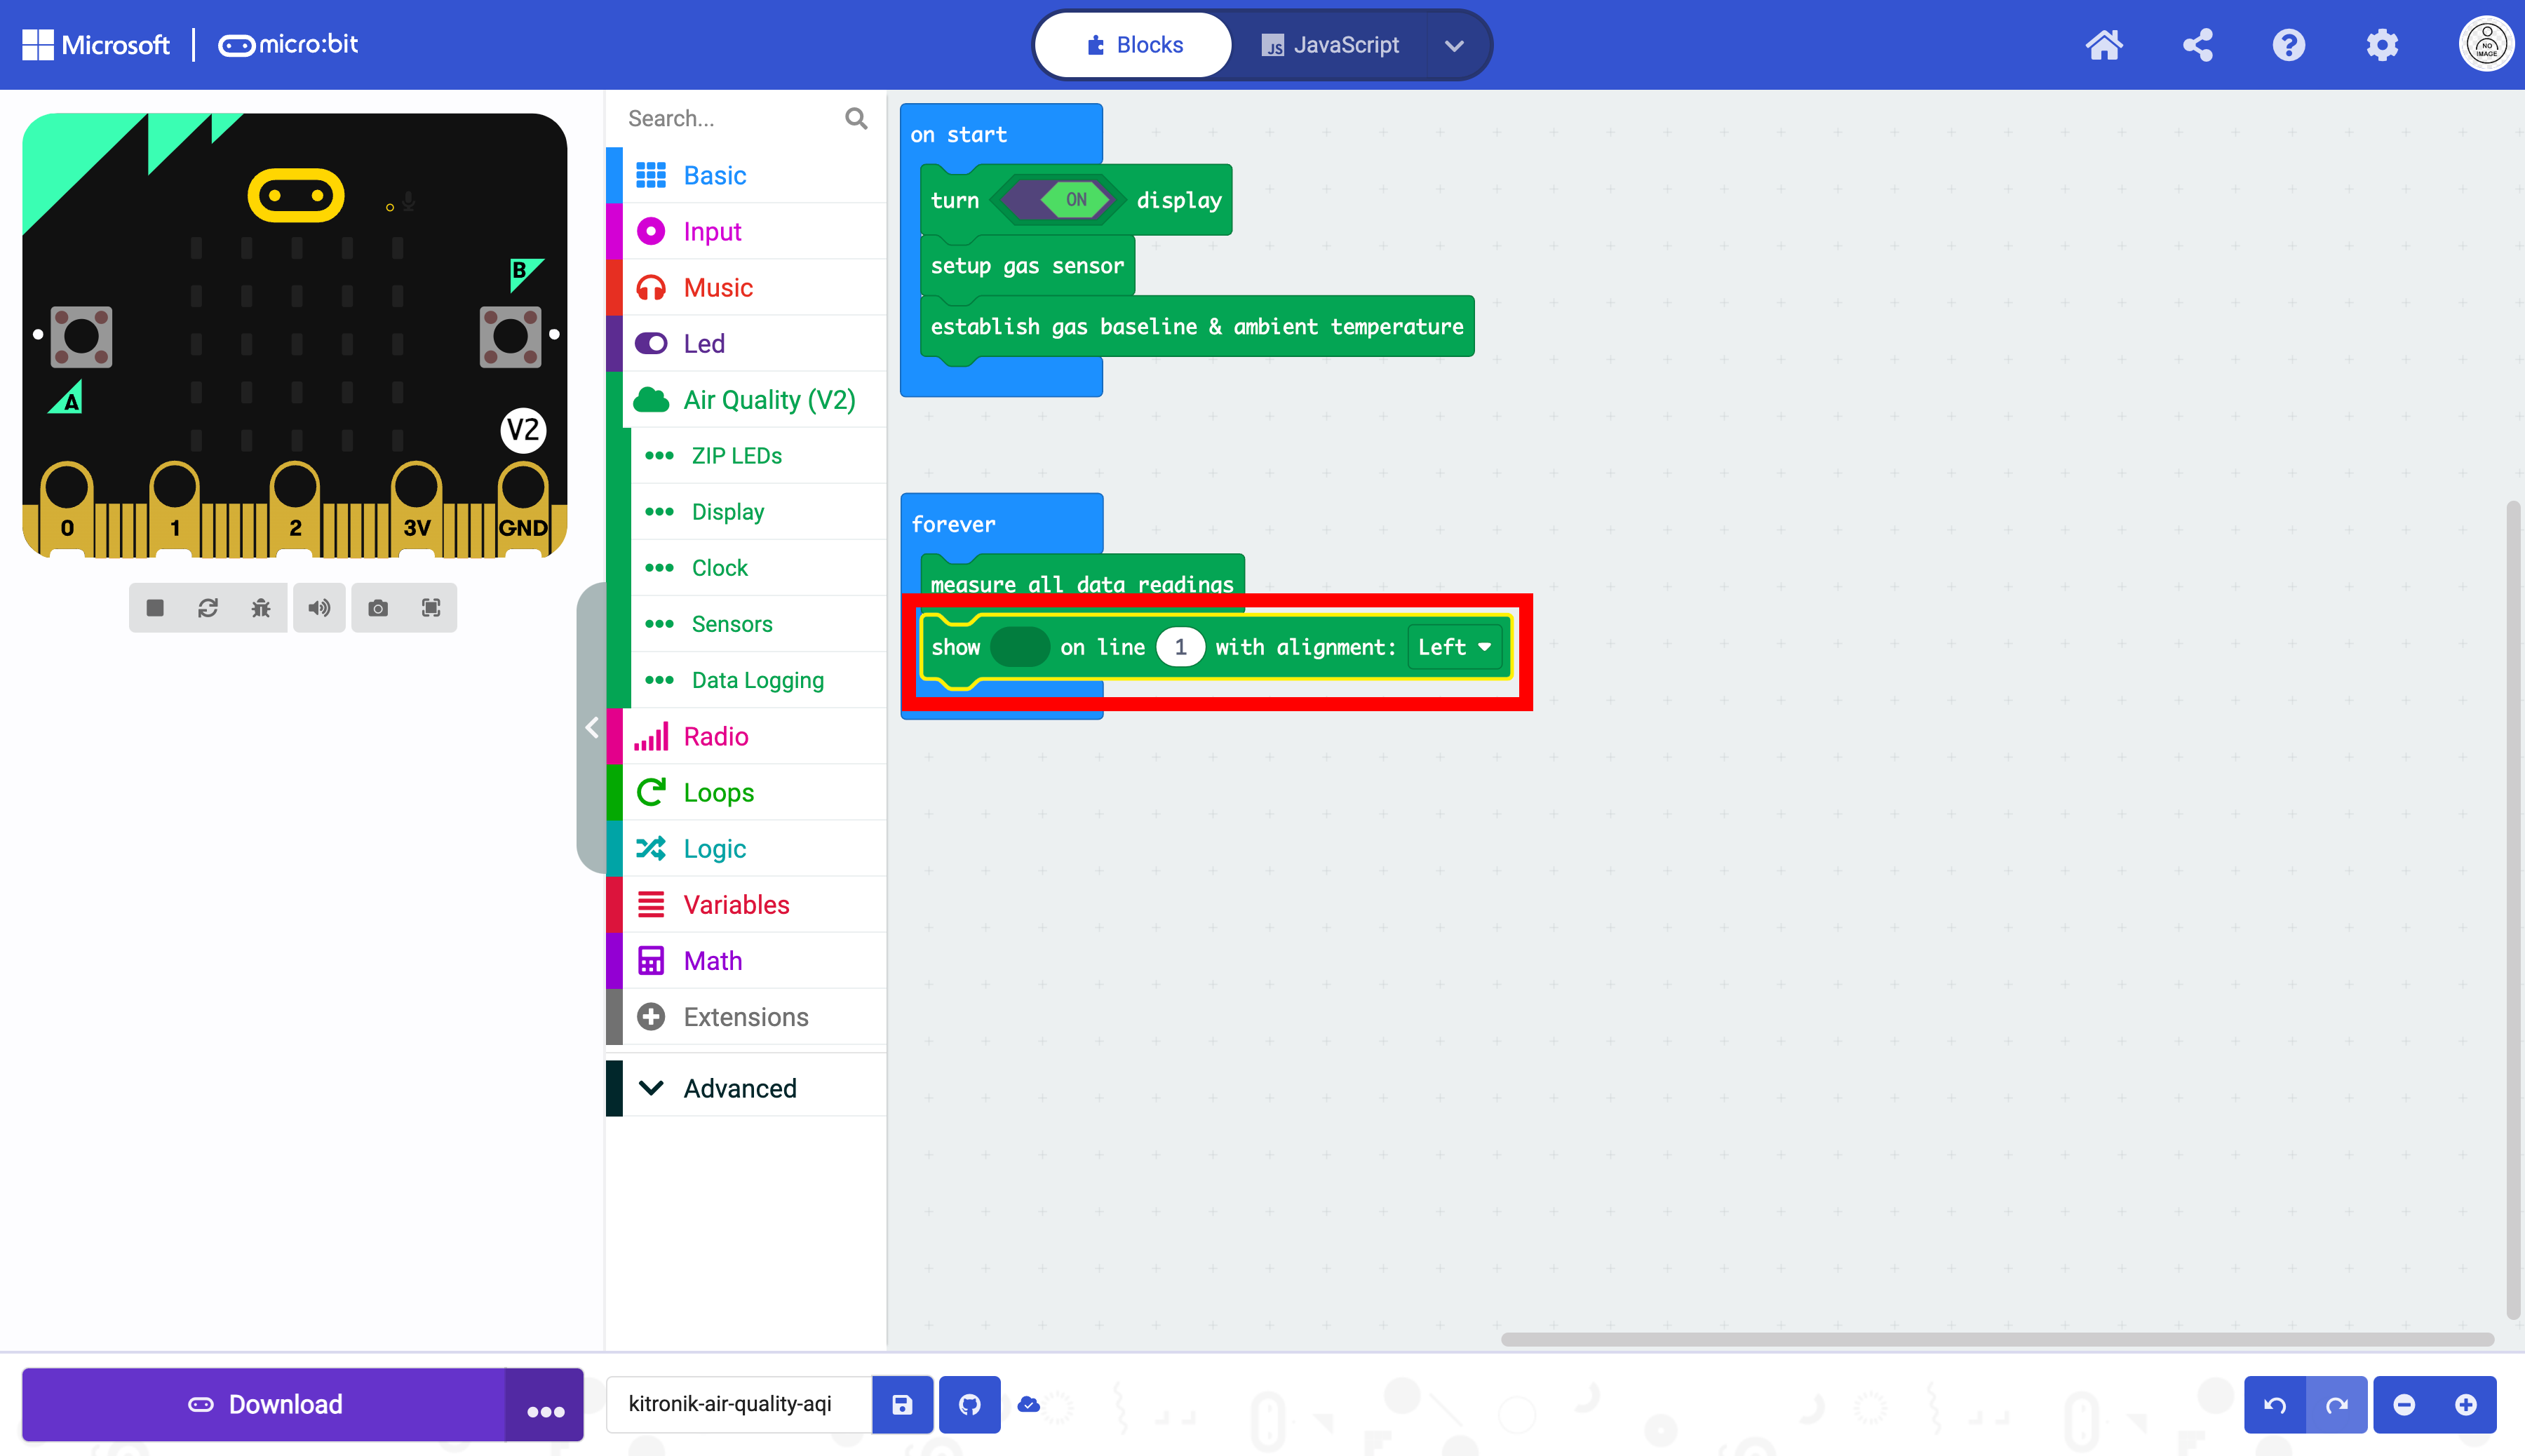 Microsoft | micro:bit
Blocks
JS JavaScript
NO
IMAGE
B
A
V2
0 1 2 3V GND
Search...
Basic
Input
Music
Led
Air Quality (V2)
ZIP LEDs
Display
Clock
Sensors
Data Logging
Radio
Loops
Logic
Variables
Math
Extensions
Advanced
on start
turn ON display
setup gas sensor
establish gas baseline & ambient temperature
forever
measure all data readings
show on line 1 with alignment: Left
Download
kitronik-air-quality-aqi